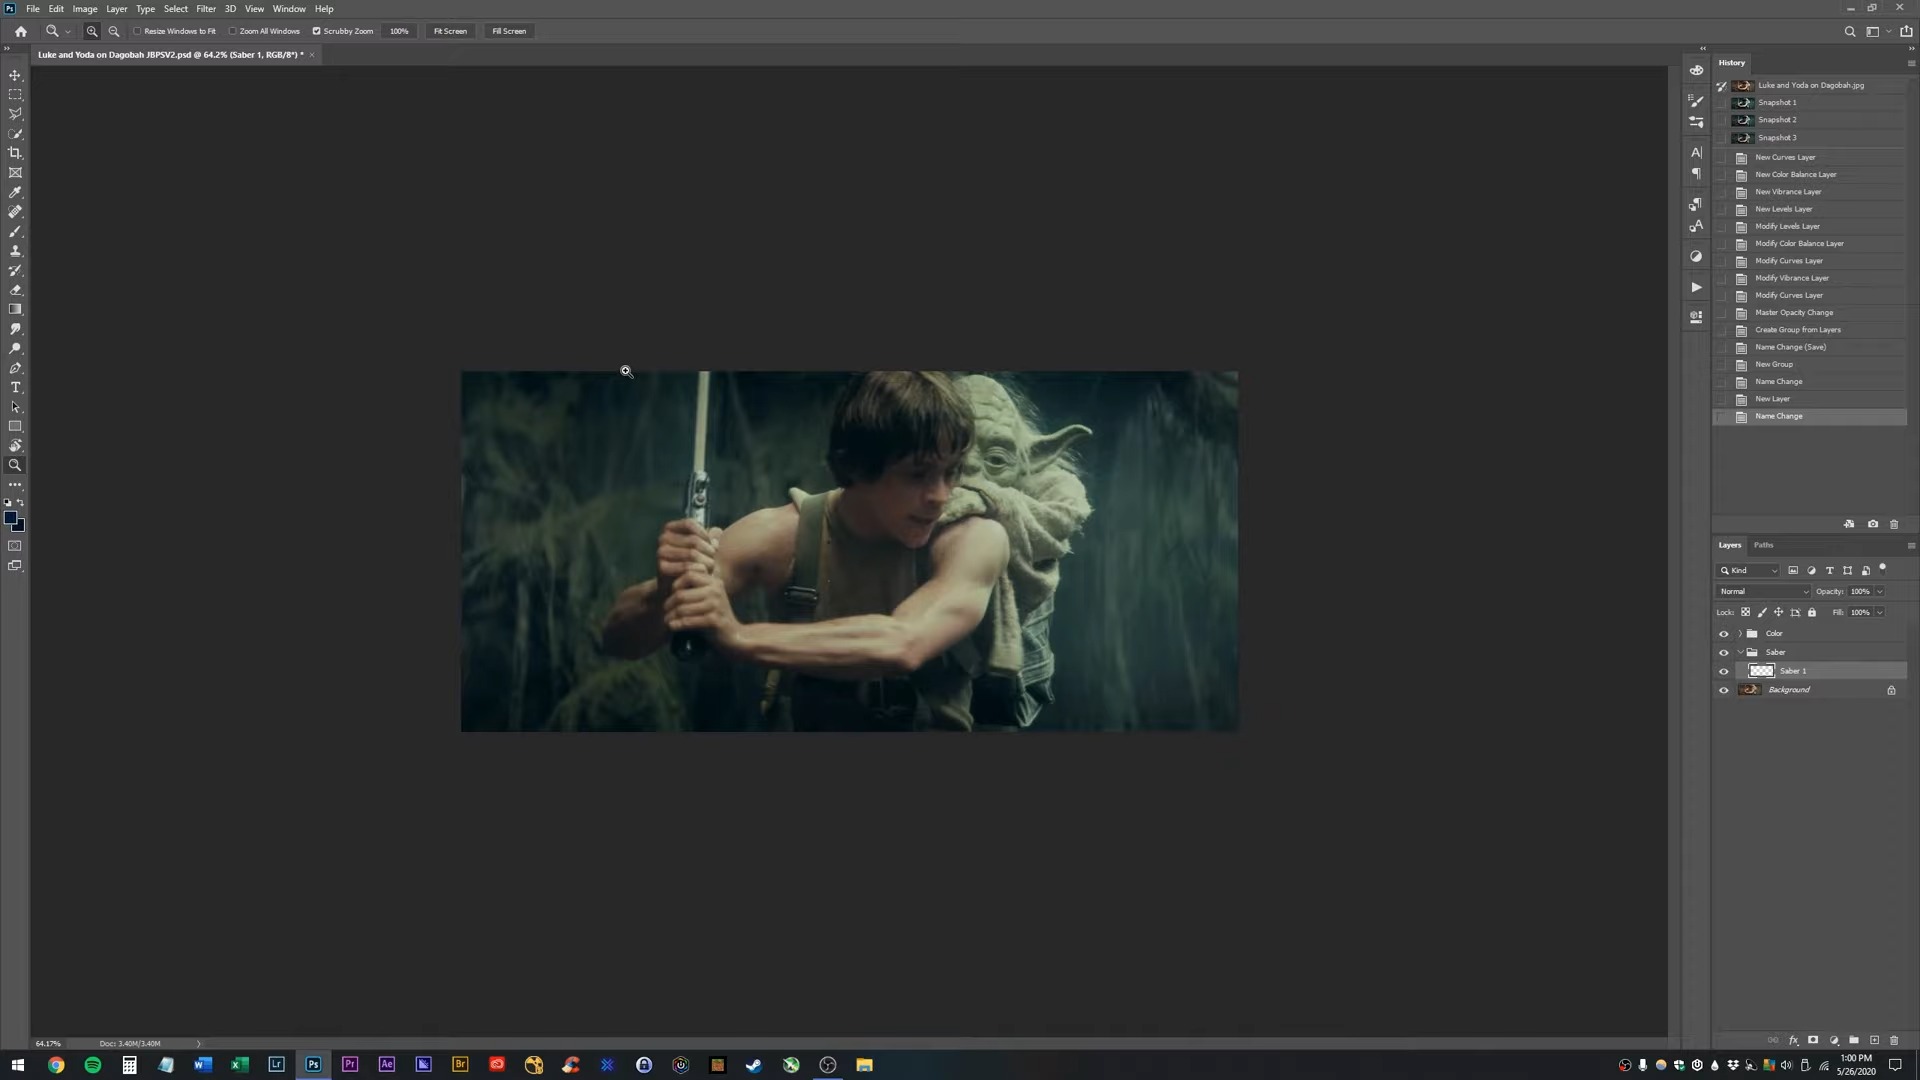 File Edit Image Layer Type Select Filter 3D View Window Help
Resize Windows to Fit Zoom All Windows Scrubby Zoom 100% Fit Screen Fill Screen
Luke and Yoda on Dagobah JBPSV2.psd @ 64.2% (Saber 1, RGB/8*) *
History
Luke and Yoda on Dagobah.jpg
Snapshot 1
Snapshot 2
Snapshot 3
New Curves Layer
New Color Balance Layer
New Vibrance Layer
New Levels Layer
Modify Levels Layer
Modify Color Balance Layer
Modify Curves Layer
Modify Vibrance Layer
Modify Curves Layer
Master Opacity Change
Create Group from Layers
Name Change (Save)
New Group
Name Change
New Layer
Name Change
Layers Paths
Kind
Normal Opacity: 100%
Lock: Fill: 100%
Color
Saber
Saber 1
Background
64.17% Doc: 3.40M/3.40M
Lr Ps Pr Ae Br
1:00 PM
5/26/2020